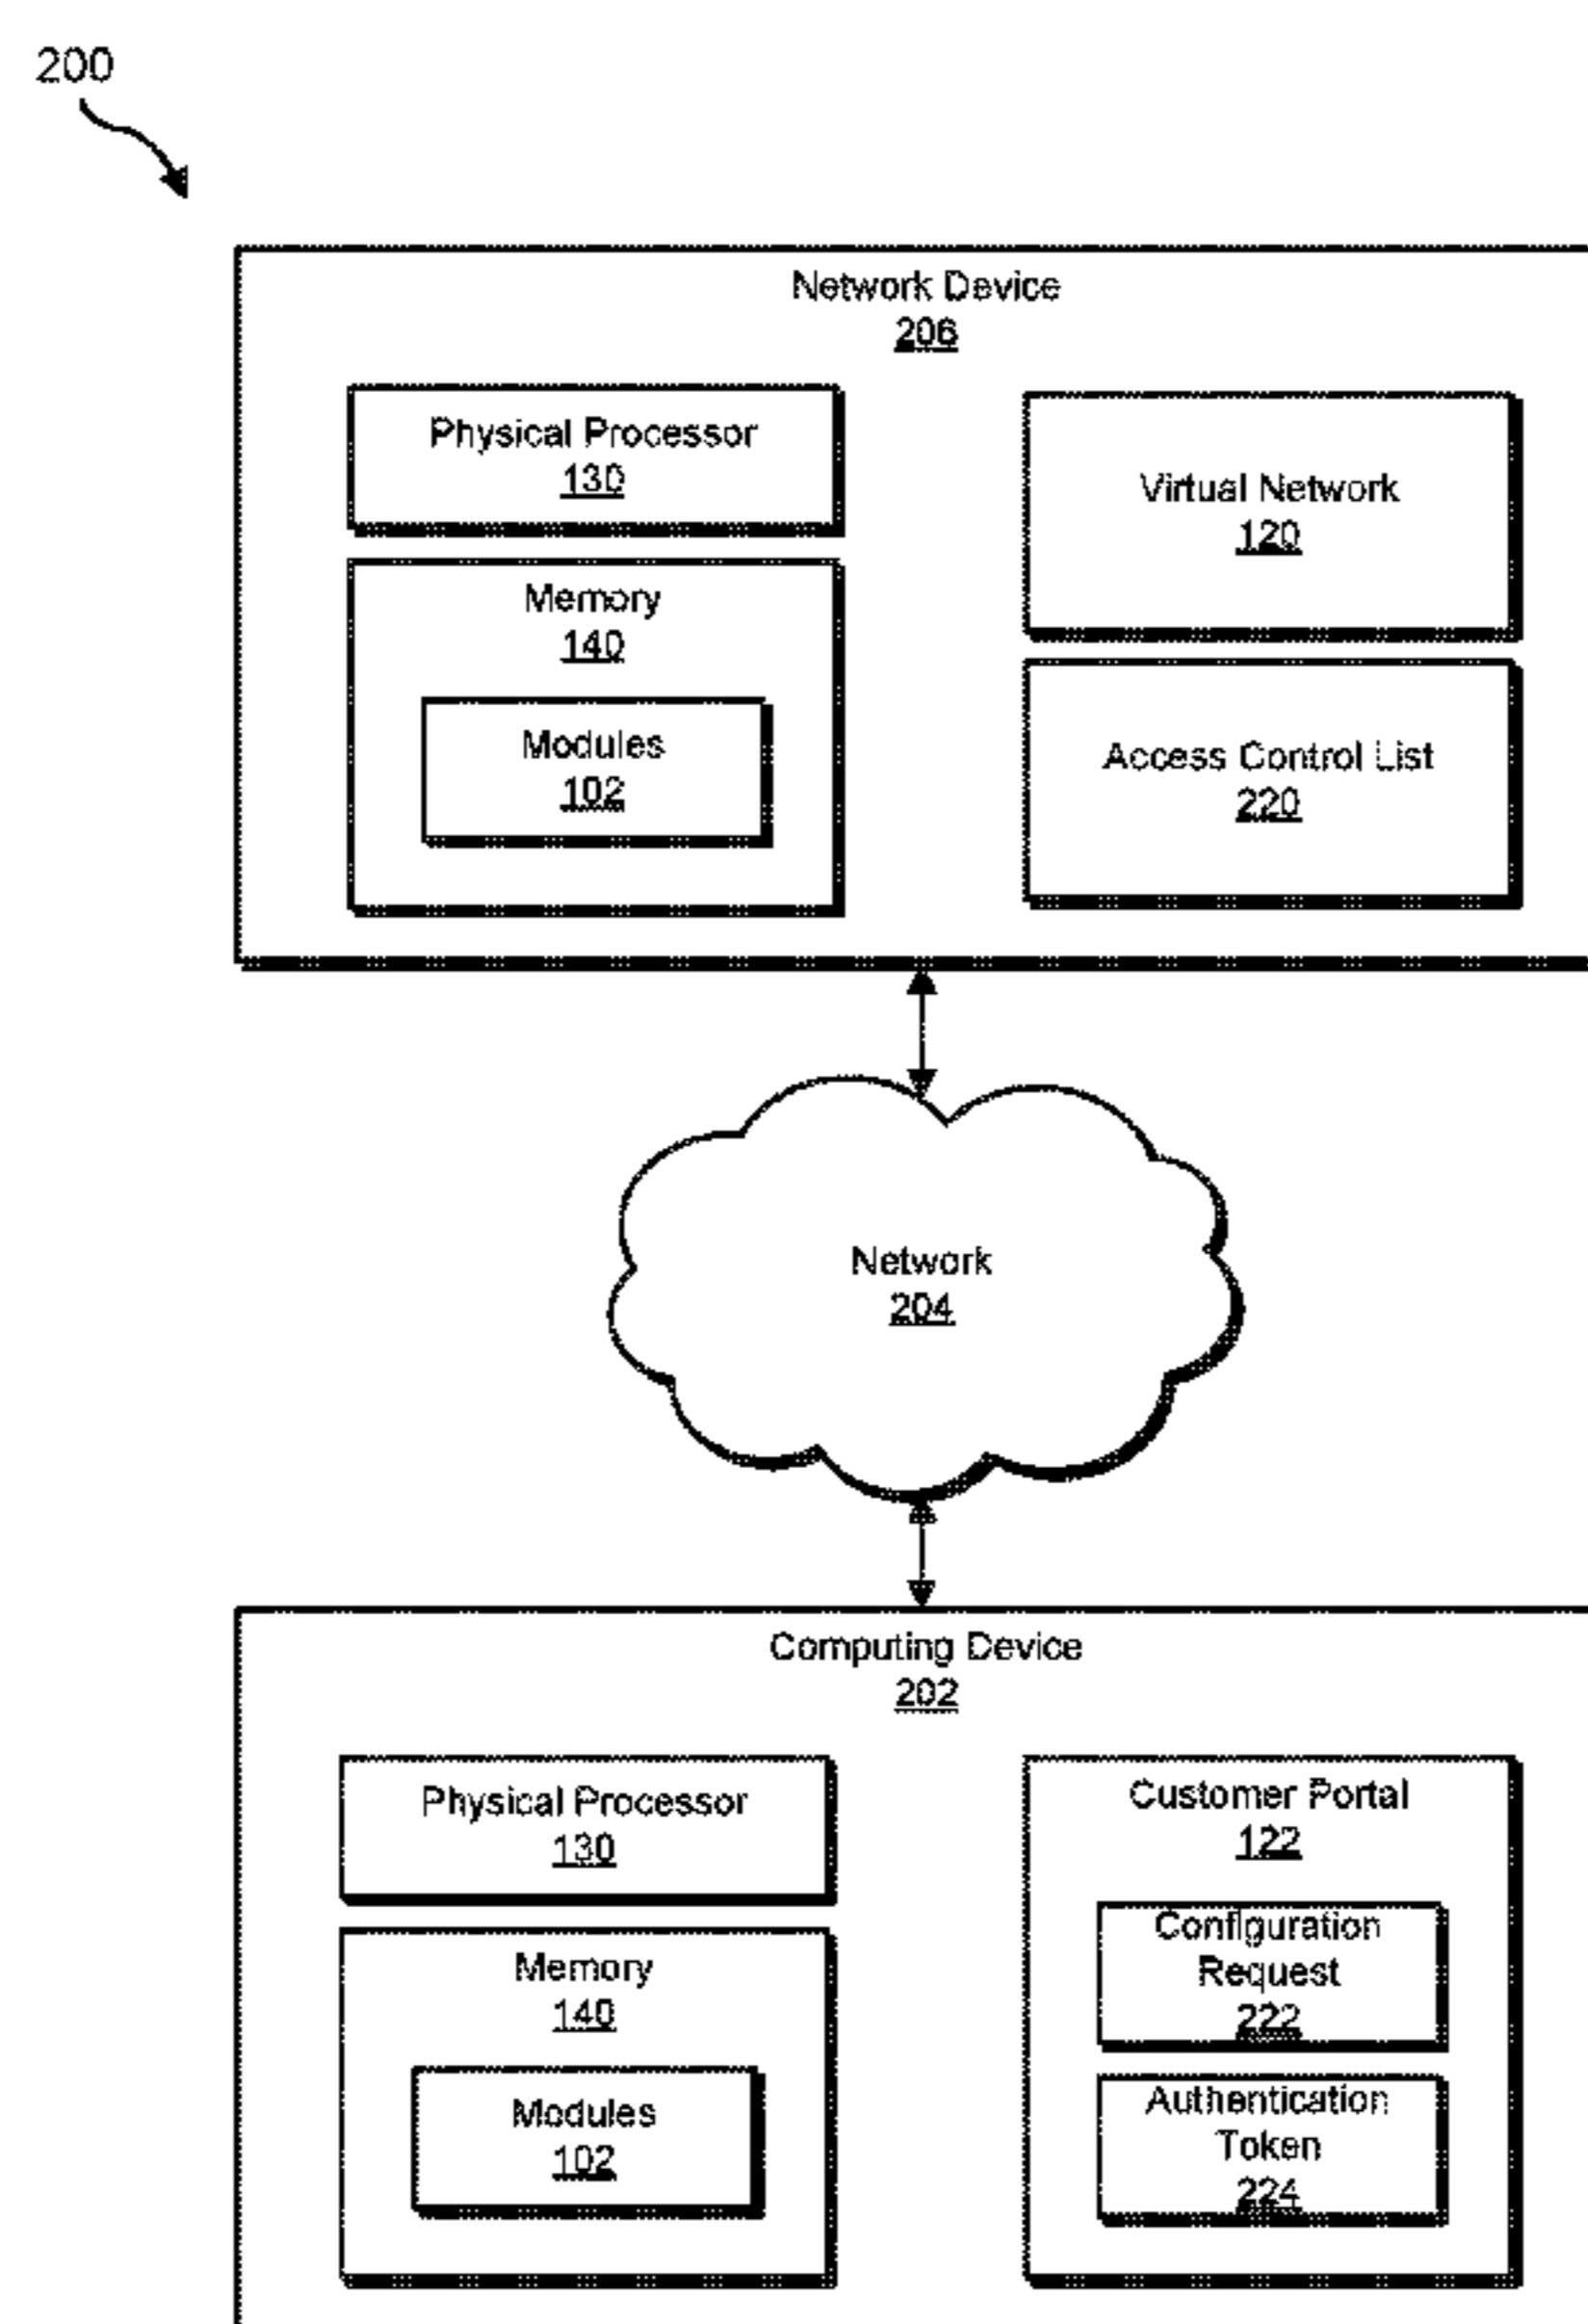 200
Network Device
206
Physical Processor
130
Virtual Network
120
Memory
140
Modules
102
Access Control List
220
Network
204
Computing Device
202
Physical Processor
130
Customer Portal
122
Configuration
Request
222
Memory
140
Modules
102
Authentication
Token
224